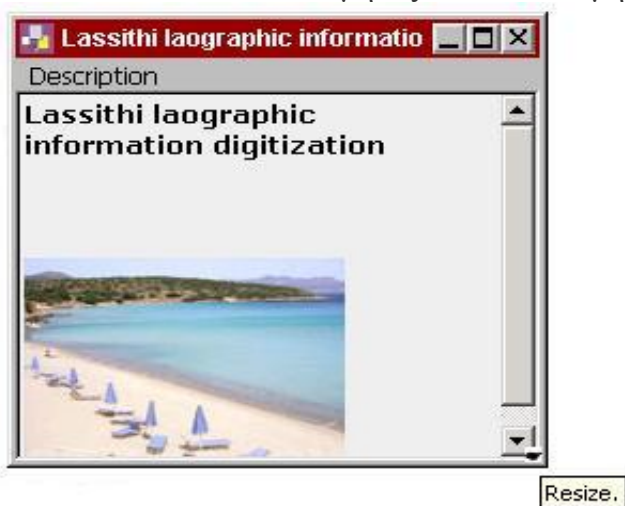 Lassithi laographic informatio
Description
Lassithi laographic
information digitization
Resize.